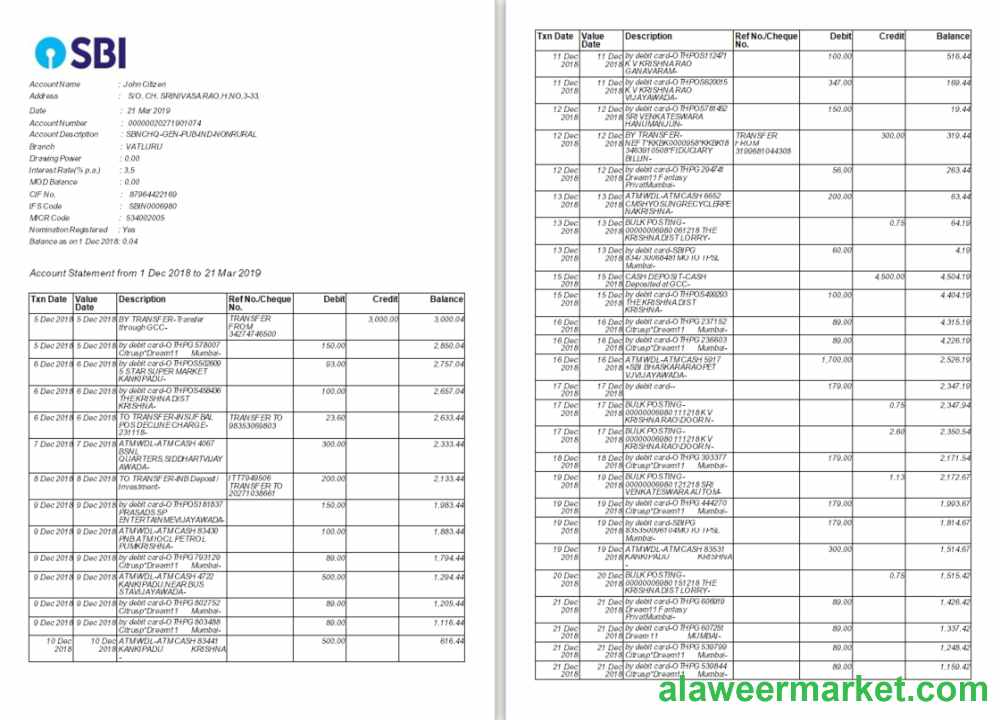 SBI
Account Name : John Citizen
Address : S/O. CH. SRINIVASA RAO, H.NO,3-33,
Date : 21 Mar 2019
Account Number : 00000020271901074
Account Description : SBNCHQ-GEN-PUB-IND-NONRURAL
Branch : VATLURU
Drawing Power : 0.00
Interest Rate(% p.a.) : 3.5
MOD Balance : 0.00
CIF No. : 87964422169
IFS Code : SBIN0006980
MICR Code : 534002005
Nomination Registered : Yes
Balance as on 1 Dec 2018: 0.04
Account Statement from 1 Dec 2018 to 21 Mar 2019
Txn Date Value Description Ref No./Cheque Debit Credit Balance
Date No.
5 Dec 2018 5 Dec 2018 BY TRANSFER-Transfer TRANSFER 3,000.00 3,000.04
through GCC- FROM
34274746500
5 Dec 2018 5 Dec 2018 by debit card-OTHPG 578007 150.00 2,850.04
Citrusp*Dream11 Mumbai-
6 Dec 2018 6 Dec 2018 by debit card-OTHPOS502609 93.00 2,757.04
5 STAR SUPER MARKET
KANKIPADU-
6 Dec 2018 6 Dec 2018 by debit card-OTHPOS458436 100.00 2,657.04
THE KRISHNA DIST
KRISHNA-
6 Dec 2018 6 Dec 2018 TO TRANSFER-INSUF BAL TRANSFER TO 23.60 2,633.44
POS DECLINE CHARGE- 98353069803
231118-
7 Dec 2018 7 Dec 2018 ATM WDL-ATM CASH 4067 300.00 2,333.44
BSNL
QUARTERS,SIDDHARTVIJAY
AWADA-
8 Dec 2018 8 Dec 2018 TO TRANSFER-INB Deposit / ITT7949506 200.00 2,133.44
Investment- TRANSFER TO
20271038661
9 Dec 2018 9 Dec 2018 by debit card-OTHPOS181837 150.00 1,983.44
PRASADS SP
ENTERTAINMEVIJAYAWADA-
9 Dec 2018 9 Dec 2018 ATM WDL-ATM CASH 83430 100.00 1,883.44
PNB ATM IOCL PETROL
PUMKRISHNA-
9 Dec 2018 9 Dec 2018 by debit card-OTHPG 793129 89.00 1,794.44
Citrusp*Dream11 Mumbai-
9 Dec 2018 9 Dec 2018 ATM WDL-ATM CASH 4722 500.00 1,294.44
KANKIPADU,NEAR BUS
STAVIJAYAWADA-
9 Dec 2018 9 Dec 2018 by debit card-OTHPG 802752 89.00 1,205.44
Citrusp*Dream11 Mumbai-
9 Dec 2018 9 Dec 2018 by debit card-OTHPG 803488 89.00 1,116.44
Citrusp*Dream11 Mumbai-
10 Dec 10 Dec ATM WDL-ATM CASH 83441 500.00 616.44
2018 2018 KANKIPADU KRISHNA
-
Txn Date Value Description Ref No./Cheque Debit Credit Balance
Date No.
11 Dec 11 Dec by debit card-OTHPOS112471 100.00 516.44
2018 2018 K V KRISHNA RAO
GANAVARAM-
11 Dec 11 Dec by debit card-OTHPOS629015 347.00 169.44
2018 2018 K V KRISHNA RAO
VIJAYAWADA-
12 Dec 12 Dec by debit card-OTHPOS781492 150.00 19.44
2018 2018 SRI VENKATESWARA
HANUMANJUN-
12 Dec 12 Dec BY TRANSFER- TRANSFER 300.00 319.44
2018 2018 NEFT*KKBK0000958*KKBK18 FROM
3463910508*FIDUCIARY 3199681044308
BILLIN-
12 Dec 12 Dec by debit card-OTHPG 294741 56.00 263.44
2018 2018 Dream11 Fantasy
PrivatMumbai-
13 Dec 13 Dec ATM WDL-ATM CASH 6652 200.00 63.44
2018 2018 CMSHYOSUNGRECYCLERPE
NAKRISHNA-
13 Dec 13 Dec BULK POSTING- 0.75 64.19
2018 2018 00000006980 061218 THE
KRISHNA DIST LORRY-
13 Dec 13 Dec by debit card-SBIPG 60.00 4.19
2018 2018 834730068481MOTO TPSL
Mumbai-
15 Dec 15 Dec CASH DEPOSIT-CASH 4,500.00 4,504.19
2018 2018 Deposited at GCC-
15 Dec 15 Dec by debit card-OTHPOS499293 100.00 4,404.19
2018 2018 THE KRISHNA DIST
KRISHNA-
16 Dec 16 Dec by debit card-OTHPG 237152 89.00 4,315.19
2018 2018 Citrusp*Dream11 Mumbai-
16 Dec 16 Dec by debit card-OTHPG 236603 89.00 4,226.19
2018 2018 Citrusp*Dream11 Mumbai-
16 Dec 16 Dec ATM WDL-ATM CASH 5917 1,700.00 2,526.19
2018 2018 +SBI BHASKARARAOPET
VIJVIJAYAWADA-
17 Dec 17 Dec by debit card-- 179.00 2,347.19
2018 2018
17 Dec 17 Dec BULK POSTING- 0.75 2,347.94
2018 2018 00000006980 111218 K V
KRISHNA RAO\DOOR N-
17 Dec 17 Dec BULK POSTING- 2.60 2,350.54
2018 2018 00000006980 111218 K V
KRISHNA RAO\DOOR N-
18 Dec 18 Dec by debit card-OTHPG 393377 179.00 2,171.54
2018 2018 Citrusp*Dream11 Mumbai-
19 Dec 19 Dec BULK POSTING- 1.13 2,172.67
2018 2018 00000006980 121218 SRI
VENKATESWARA AUTOM-
19 Dec 19 Dec by debit card-OTHPG 444270 179.00 1,993.67
2018 2018 Citrusp*Dream11 Mumbai-
19 Dec 19 Dec by debit card-SBIPG 179.00 1,814.67
2018 2018 835350096104MOTO TPSL
Mumbai-
19 Dec 19 Dec ATM WDL-ATM CASH 83531 300.00 1,514.67
2018 2018 KANKIPADU KRISHNA
-
20 Dec 20 Dec BULK POSTING- 0.75 1,515.42
2018 2018 00000006980 151218 THE
KRISHNA DIST LORRY-
21 Dec 21 Dec by debit card-OTHPG 606919 89.00 1,426.42
2018 2018 Dream11 Fantasy
PrivatMumbai-
21 Dec 21 Dec by debit card-OTHPG 607281 89.00 1,337.42
2018 2018 Dream 11 MUMBAI-
21 Dec 21 Dec by debit card-OTHPG 539799 89.00 1,248.42
2018 2018 Citrusp*Dream11 Mumbai-
21 Dec 21 Dec by debit card-OTHPG 539844 89.00 1,159.42
2018 2018 Citrusp*Dream11 Mumbai-
alaweermarket.com